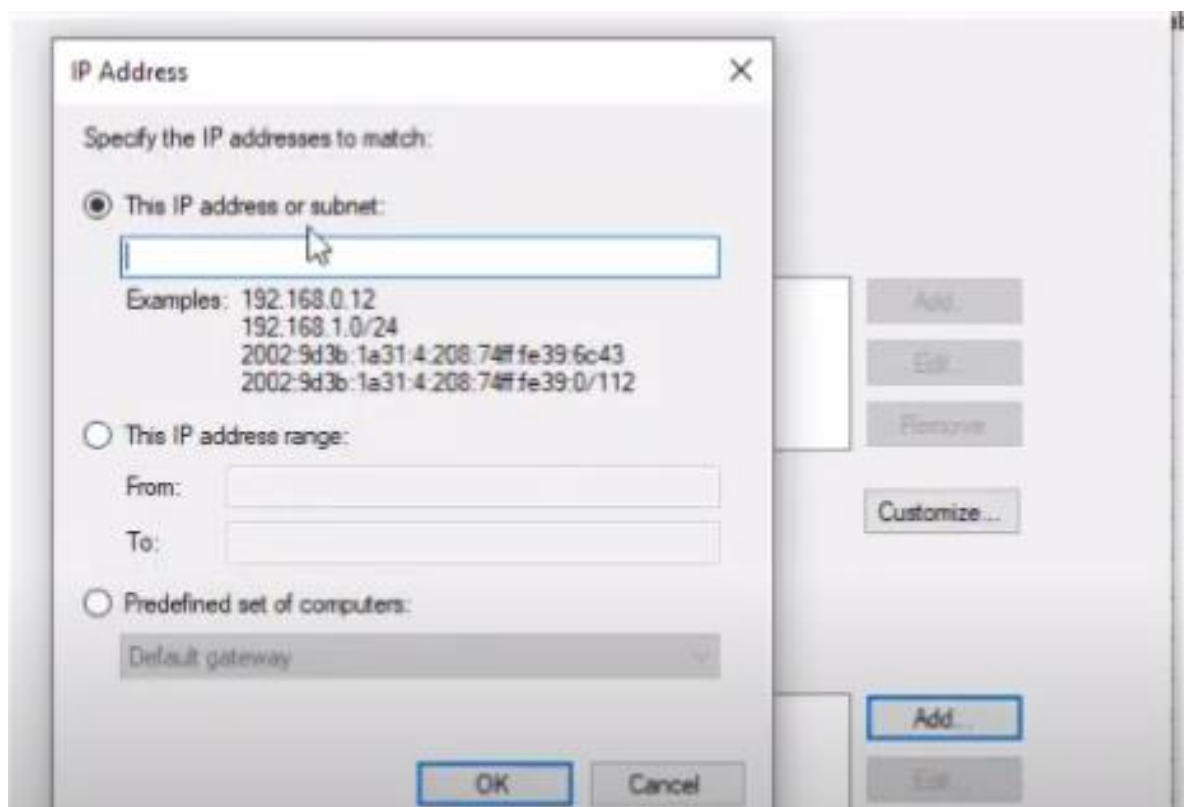 IP Address
Specify the IP addresses to match:
This IP address or subnet:
Examples: 192.168.0.12
192.168.1.0/24
2002:9d3b:1a31:4:208:74ff:fe39:6c43
2002:9d3b:1a31:4:208:74ff:fe39:0/112
Add...
Edit...
Remove
This IP address range:
From:
To:
Customize...
Predefined set of computers:
Default gateway
Add...
Edit...
OK
Cancel